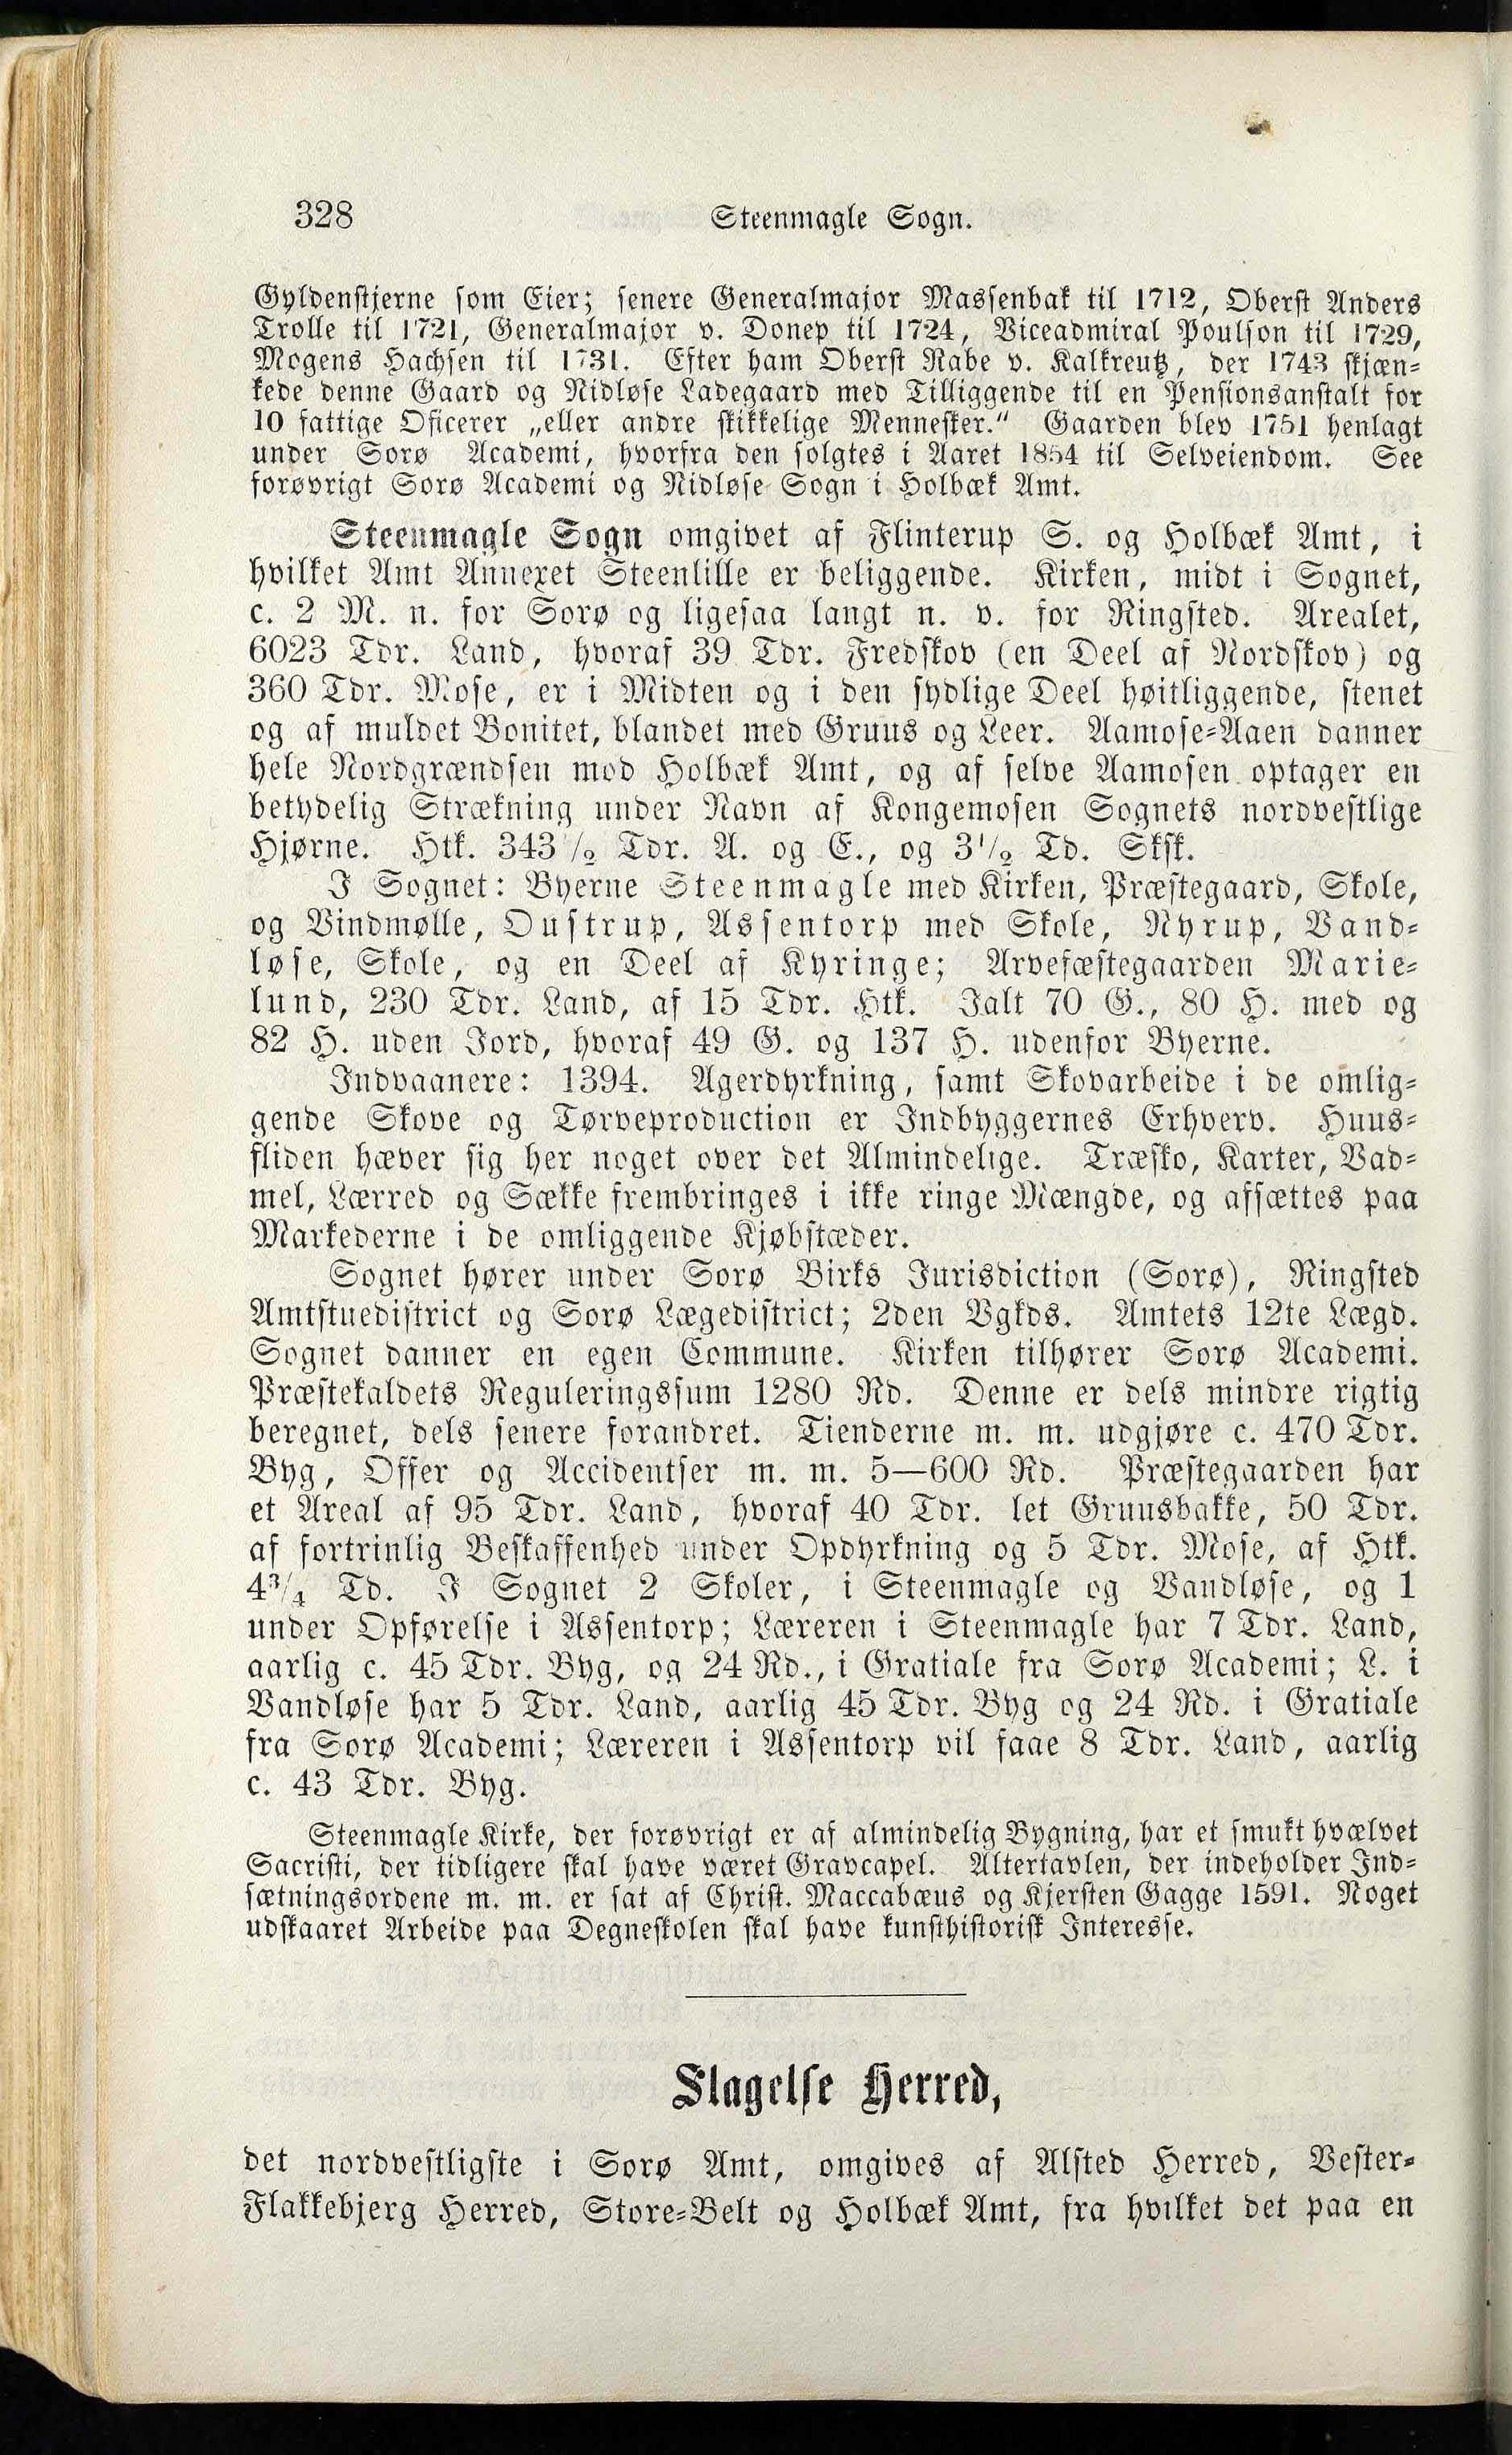 328
Steenmagle Sogn.
Gyldenstjerne som Eier; senere Generalmajor Massenbak til 1712, Oberst Anders
Trolle til 1721, Generalmajor v. Donep til 1724, Viceadmiral Poulson til 1729,
Mogens Hachsen til 1731. Efter ham Oberst Rabe v. Kalkreutz, der 1743 skjæn-
kede denne Gaard og Nidløse Ladegaard med Tilliggende til en Pensionsanstalt for
10 fattige Oficerer „eller andre skikkelige Mennesker." Gaarden blev 1751 henlagt
under Sorø Academi, hvorfra den solgtes i Aaret 1854 til Selveiendom. See
forøvrigt Sorø Academi og Nidløse Sogn i Holbæk Amt.
Steenmagle Sogn omgivet af Flinterup S. og Holbæk Amt, i
hvilket Amt Annexet Steenlille er beliggende. Kirken, midt i Sognet,
c. 2 M. n. for Sorø og ligesaa langt n. v. for Ringsted. Arealet,
6023 Tdr. Land, hvoraf 39 Tdr. Fredskov (en Deel af Nordskov) og
360 Tdr. Mose, er i Midten og i den sydlige Deel høitliggende, stenet
og af muldet Bonitet, blandet med Gruus og Leer. Aamose-Aaen danner
hele Nordgrændsen mod Holbæk Amt, og af selve Aamosen optager en
betydelig Strækning under Navn af Kongemosen Sognets nordvestlige
Hjørne. Htk. 343 1/2 Tdr. A. og E., og 3 1/2 Td. Sksk.
I Sognet: Byerne Steenmagle med Kirken, Præstegaard, Skole,
og Vindmølle, Oustrup, Assentorp med Skole, Nyrup, Vand-
løse, Skole, og en Deel af Kyringe; Arvefæstegaarden Marie-
lund, 230 Tdr. Land, af 15 Tdr. Htk. Ialt 70 G., 80 H. med og
82 H. uden Jord, hvoraf 49 G. og 137 H. udenfor Byerne.
Indvaanere: 1394. Agerdyrkning, samt Skovarbeide i de omlig-
gende Skove og Tørveproduction er Indbyggernes Erhverv. Huus-
fliden hæver sig her noget over det Almindelige. Træsko, Karter, Vad-
mel, Lærred og Sække frembringes i ikke ringe Mængde, og afsættes paa
Markederne i de omliggende Kjøbstæder.
Sognet hører under Sorø Birks Jurisdiction (Sorø), Ringsted
Amtstuedistrict og Sorø Lægedistrict; 2den Vgkds. Amtets 12te Lægd.
Sognet danner en egen Commune. Kirken tilhører Sorø Academi.
Præstekaldets Reguleringssum 1280 Rd. Denne er dels mindre rigtig
beregnet, dels senere forandret. Tienderne m. m. udgjøre c. 470 Tdr.
Byg, Offer og Accidentser m. m. 5—600 Rd. Præstegaarden har
et Areal af 95 Tdr. Land, hvoraf 40 Tdr. let Gruusbakke, 50 Tdr.
af fortrinlig Beskaffenhed under Opdyrkning og 5 Tdr. Mose, af Htk.
4 3/4 Td. I Sognet 2 Skoler, i Steenmagle og Vandløse, og 1
under Opførelse i Assentorp; Læreren i Steenmagle har 7 Tdr. Land,
aarlig c. 45 Tdr. Byg, og 24 Rd., i Gratiale fra Sorø Academi; L. i
Vandløse har 5 Tdr. Land, aarlig 45 Tdr. Byg og 24 Rd. i Gratiale
fra Sorø Academi; Læreren i Assentorp vil faae 8 Tdr. Land, aarlig
c. 43 Tdr. Byg.
Steenmagle Kirke, der forøvrigt er af almindelig Bygning, har et smukt hvælvet
Sacristi, der tidligere skal have været Gravcapel. Altertavlen, der indeholder Ind-
sætningsordene m. m. er sat af Christ. Maccabæus og Kjersten Gagge 1591. Noget
udskaaret Arbeide paa Degneskolen skal have kunsthistorisk Interesse.
Slagelse Herred,
det nordvestligste i Sorø Amt, omgives af Alsted Herred, Vester-
Flakkebjerg Herred, Store-Belt og Holbæk Amt, fra hvilket det paa en